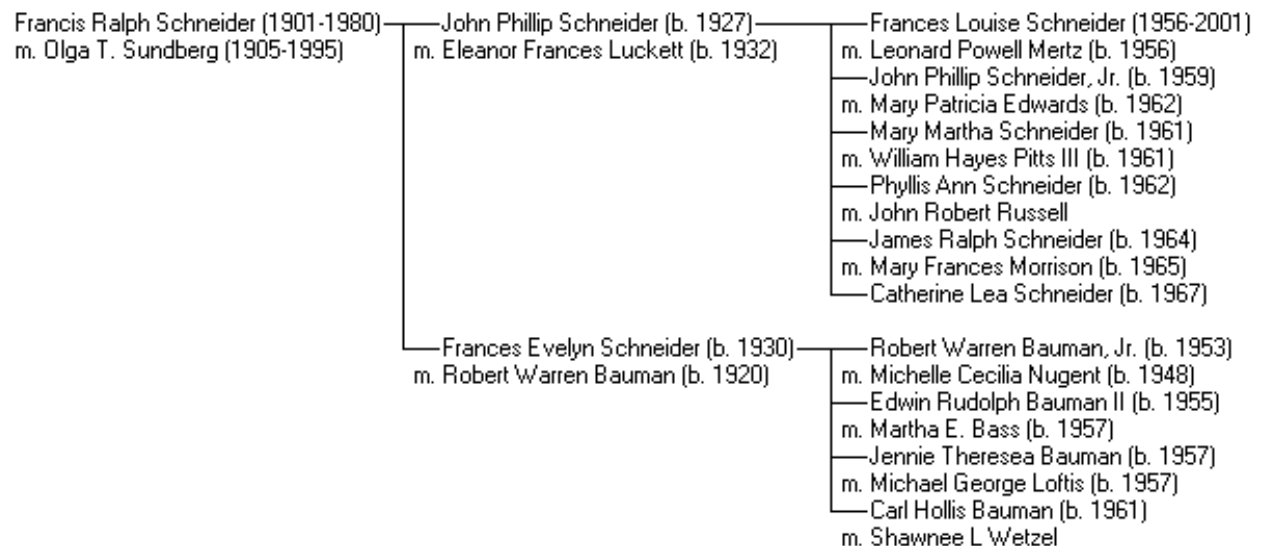 Francis Ralph Schneider (1901-1980)
m. Olga T. Sundberg (1905-1995)
John Phillip Schneider (b. 1927)
m. Eleanor Frances Luckett (b. 1932)
Frances Louise Schneider (1956-2001)
m. Leonard Powell Mertz (b. 1956)
John Phillip Schneider, Jr. (b. 1959)
m. Mary Patricia Edwards (b. 1962)
Mary Martha Schneider (b. 1961)
m. William Hayes Pitts III (b. 1961)
Phyllis Ann Schneider (b. 1962)
m. John Robert Russell
James Ralph Schneider (b. 1964)
m. Mary Frances Morrison (b. 1965)
Catherine Lea Schneider (b. 1967)
Frances Evelyn Schneider (b. 1930)
m. Robert Warren Bauman (b. 1920)
Robert Warren Bauman, Jr. (b. 1953)
m. Michelle Cecilia Nugent (b. 1948)
Edwin Rudolph Bauman II (b. 1955)
m. Martha E. Bass (b. 1957)
Jennie Theresea Bauman (b. 1957)
m. Michael George Loftis (b. 1957)
Carl Hollis Bauman (b. 1961)
m. Shawnee L Wetzel